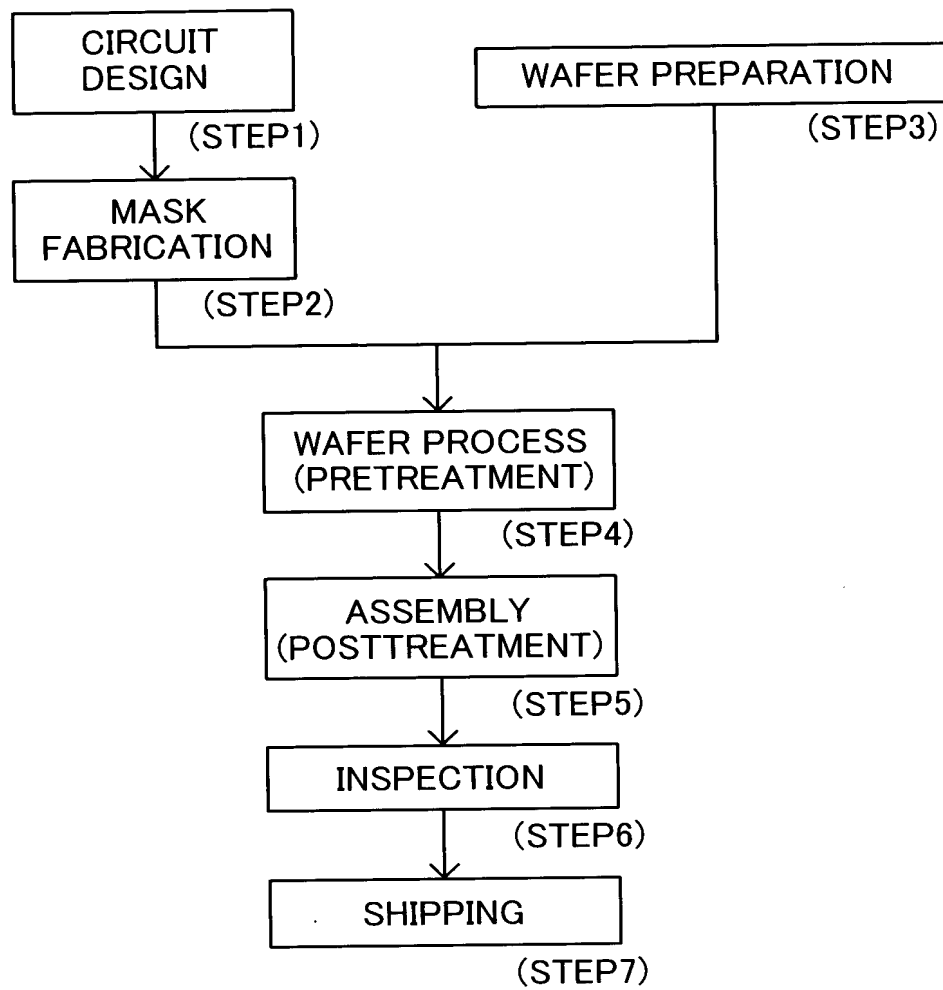 CIRCUIT
DESIGN
(STEP1)
WAFER PREPARATION
(STEP3)
MASK
FABRICATION
(STEP2)
WAFER PROCESS
(PRETREATMENT)
(STEP4)
ASSEMBLY
(POSTTREATMENT)
(STEP5)
INSPECTION
(STEP6)
SHIPPING
(STEP7)